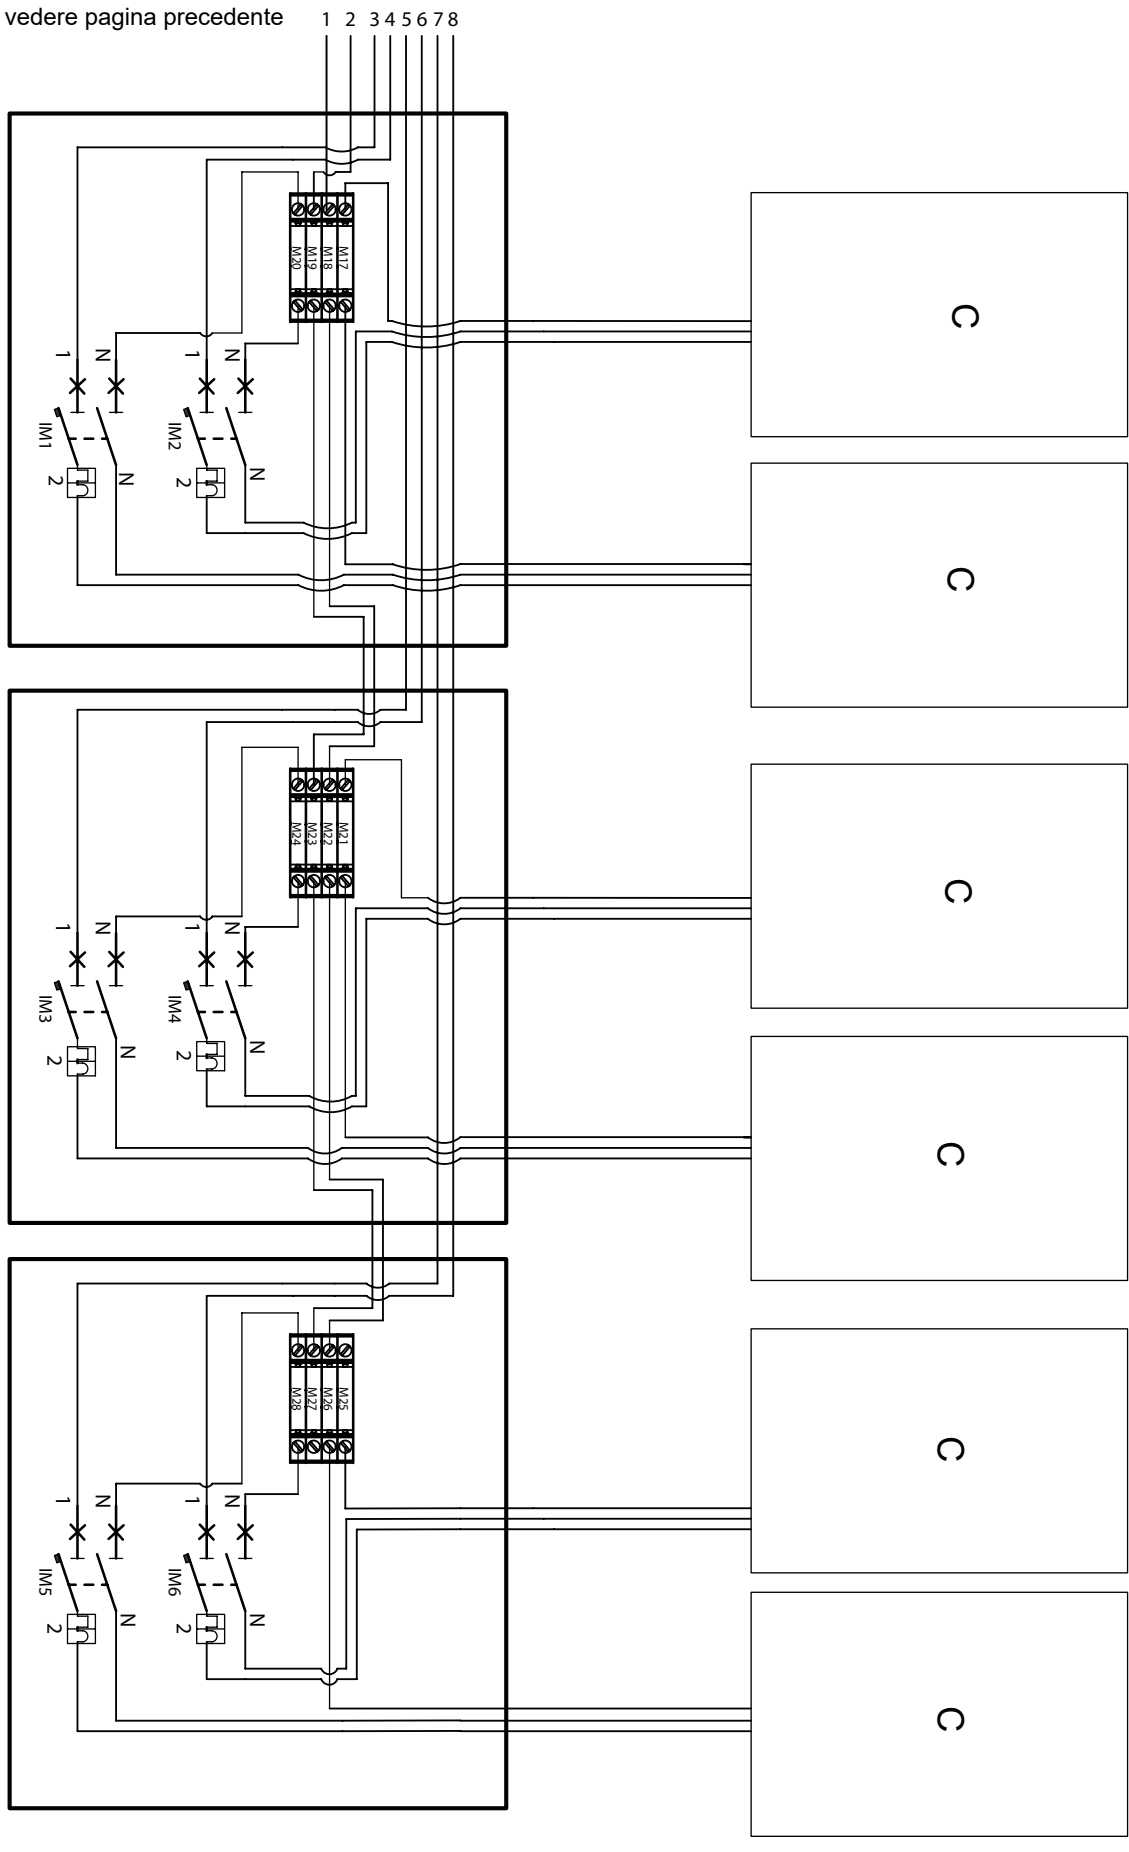 vedere pagina precedente 1 2 3 4 5 6 7 8
M20 M19 M18 M17
C
1 N 1 N
IM1 IM2
2 N 2 N
C
M24 M23 M22 M21
C
1 N 1 N
IM3 IM4
2 N 2 N
C
M28 M27 M26 M25
C
1 N 1 N
IM5 IM6
2 N 2 N
C